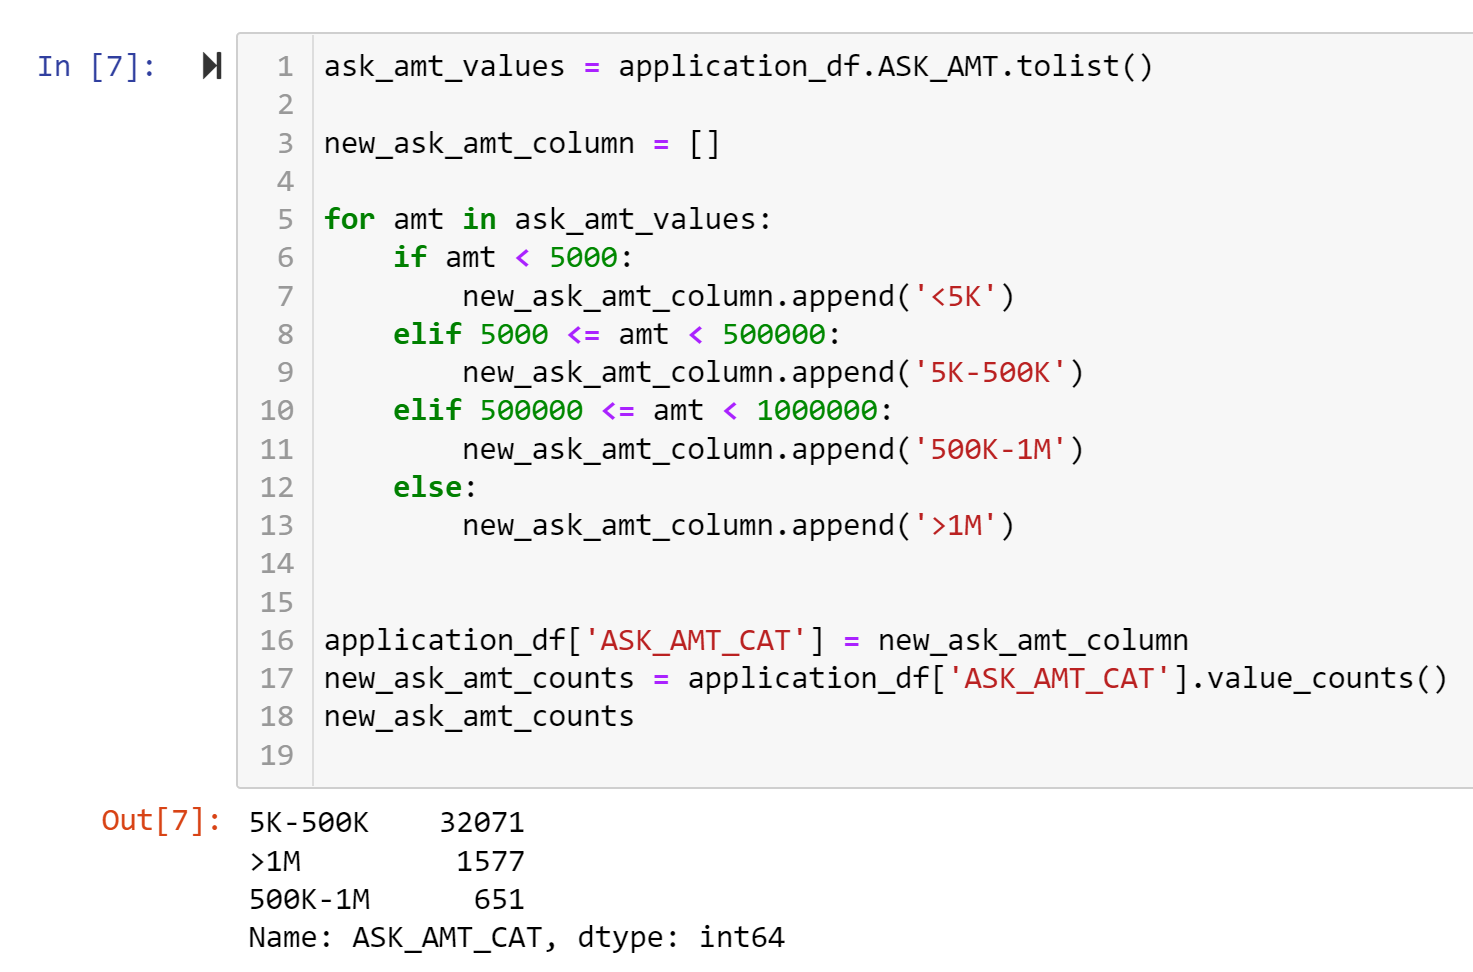 In [7]:
1 ask_amt_values = application_df.ASK_AMT.tolist()
2
3 new_ask_amt_column = []
4
5 for amt in ask_amt_values:
6     if amt < 5000:
7         new_ask_amt_column.append('<5K')
8     elif 5000 <= amt < 500000:
9         new_ask_amt_column.append('5K-500K')
10     elif 500000 <= amt < 1000000:
11         new_ask_amt_column.append('500K-1M')
12     else:
13         new_ask_amt_column.append('>1M')
14
15
16 application_df['ASK_AMT_CAT'] = new_ask_amt_column
17 new_ask_amt_counts = application_df['ASK_AMT_CAT'].value_counts()
18 new_ask_amt_counts
19
Out[7]: 5K-500K    32071
>1M         1577
500K-1M      651
Name: ASK_AMT_CAT, dtype: int64